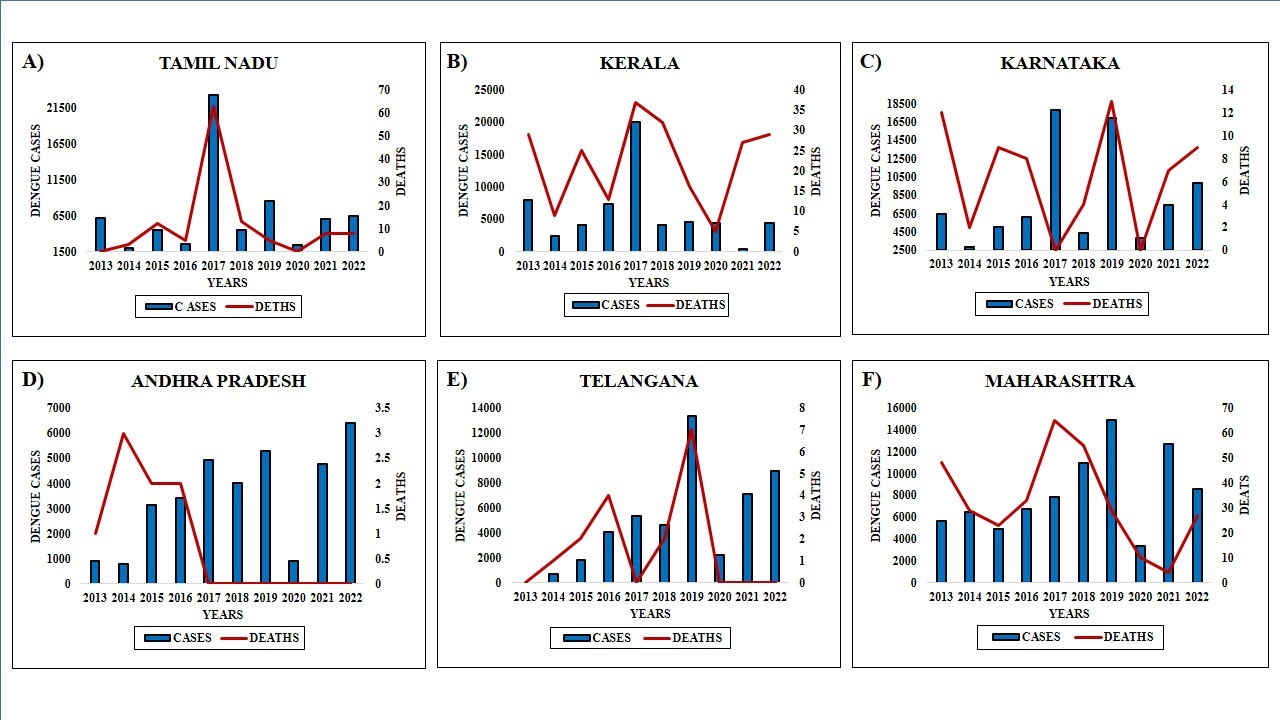 A) TAMIL NADU
DENGUE CASES
21500
16500
11500
6500
1500
70
60
50
40
30
20
10
0
DEATHS
2013 2014 2015 2016 2017 2018 2019 2020 2021 2022
YEARS
C ASES DETHS
B) KERALA
DENGUE CASES
25000
20000
15000
10000
5000
0
40
35
30
25
20
15
10
5
0
DEATHS
2013 2014 2015 2016 2017 2018 2019 2020 2021 2022
YEARS
CASES DEATHS
C) KARNATAKA
DENGUE CASES
18500
16500
14500
12500
10500
8500
6500
4500
2500
14
12
10
8
6
4
2
0
DEATHS
2013 2014 2015 2016 2017 2018 2019 2020 2021 2022
YEARS
CASES DEATHS
D) ANDHRA PRADESH
DENGUE CASES
7000
6000
5000
4000
3000
2000
1000
0
3.5
3
2.5
2
1.5
1
0.5
0
DEATHS
2013 2014 2015 2016 2017 2018 2019 2020 2021 2022
YEARS
CASES DEATHS
E) TELANGANA
DENGUE CASES
14000
12000
10000
8000
6000
4000
2000
0
8
7
6
5
4
3
2
1
0
DEATHS
2013 2014 2015 2016 2017 2018 2019 2020 2021 2022
YEARS
CASES DEATHS
F) MAHARASHTRA
DENGUE CASES
16000
14000
12000
10000
8000
6000
4000
2000
0
70
60
50
40
30
20
10
0
DEATS
2013 2014 2015 2016 2017 2018 2019 2020 2021 2022
YEARS
CASES DEATHS